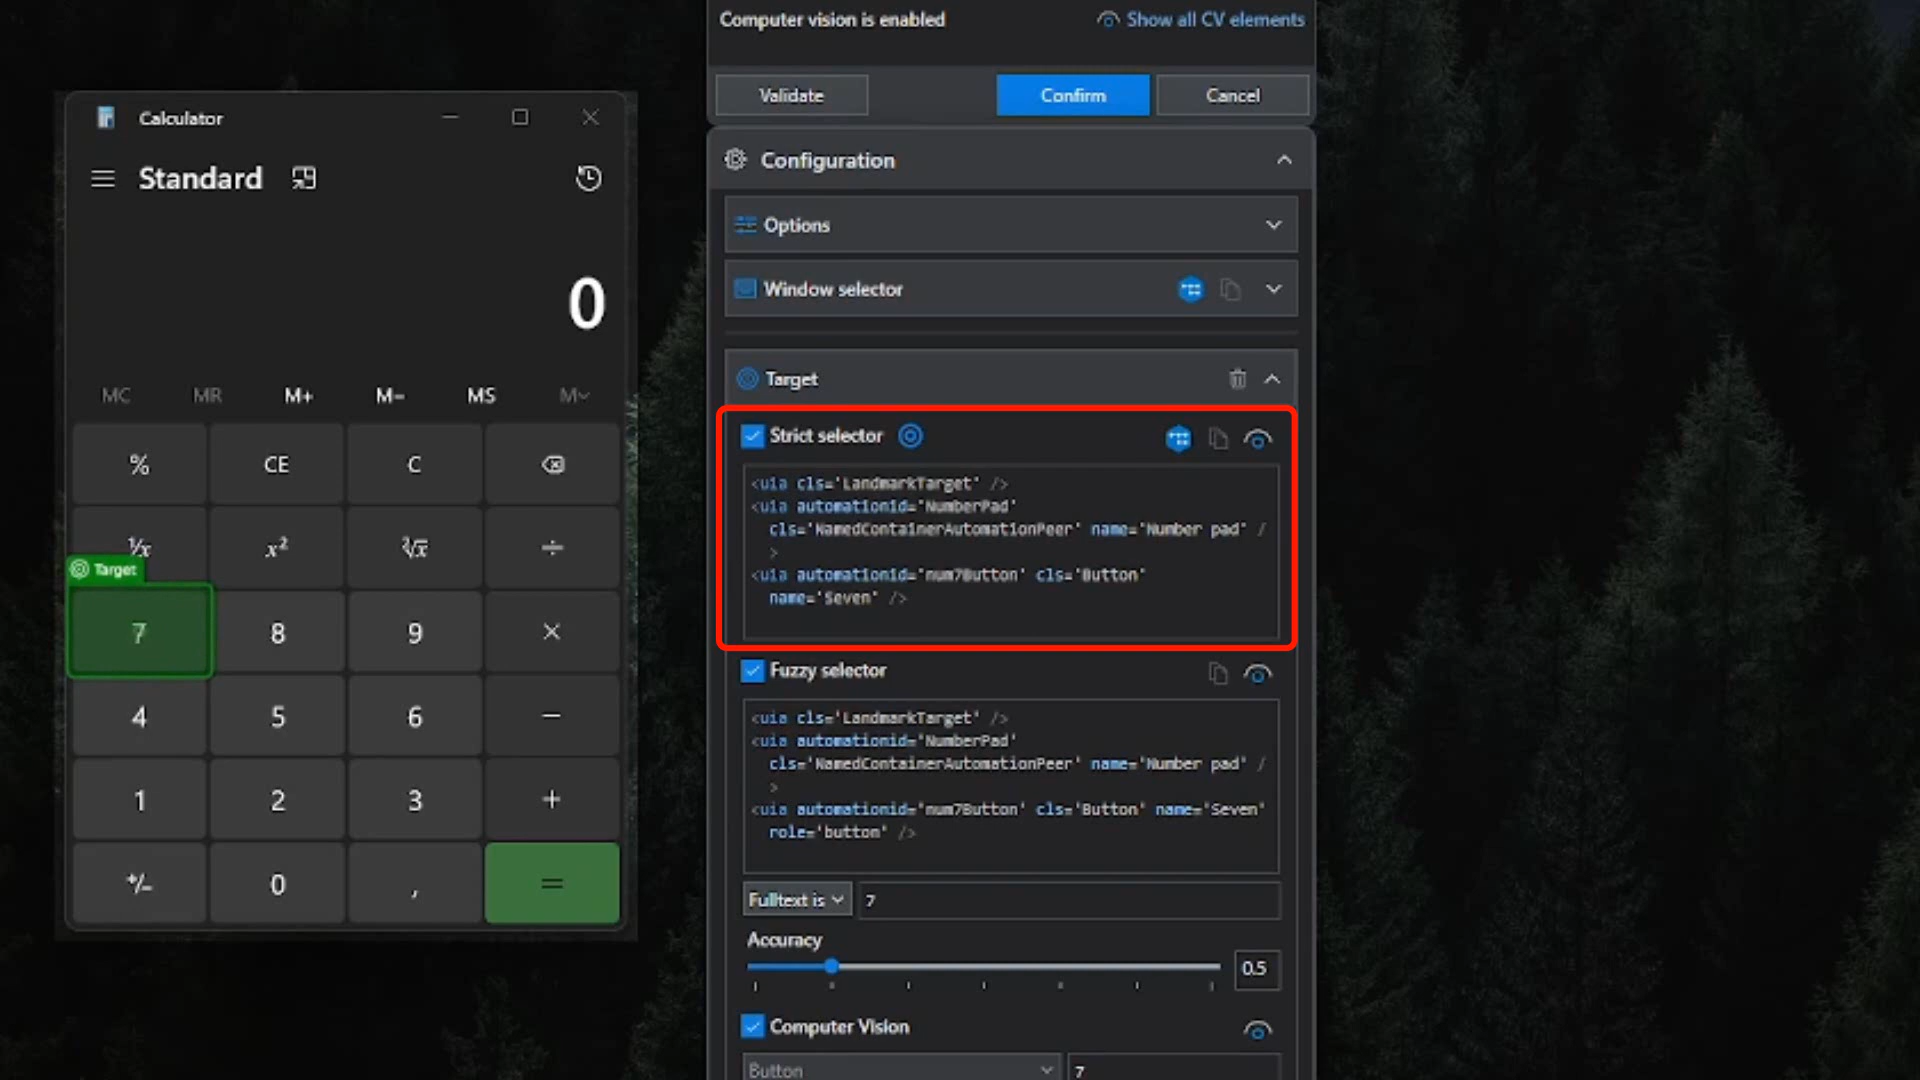 Computer vision is enabled
Show all CV elements
Validate
Confirm
Cancel
Configuration
Options
Window selector
Target
Strict selector
<uia cls='LandmarkTarget' />
<uia automationid='NumberPad'
cls='NamedContainerAutomationPeer' name='Number pad' /
>
<uia automationid='num7Button' cls='Button'
name='Seven' />
Fuzzy selector
<uia cls='LandmarkTarget' />
<uia automationid='NumberPad'
cls='NamedContainerAutomationPeer' name='Number pad' /
>
<uia automationid='num7Button' cls='Button' name='Seven'
role='button' />
Fulltext is
7
Accuracy
0.5
Computer Vision
Button
7
Calculator
Standard
0
MC MR M+ M− MS M
% CE C
¹/x x² ²√x ÷
Target
7 8 9 ×
4 5 6 −
1 2 3 +
+/− 0 , =